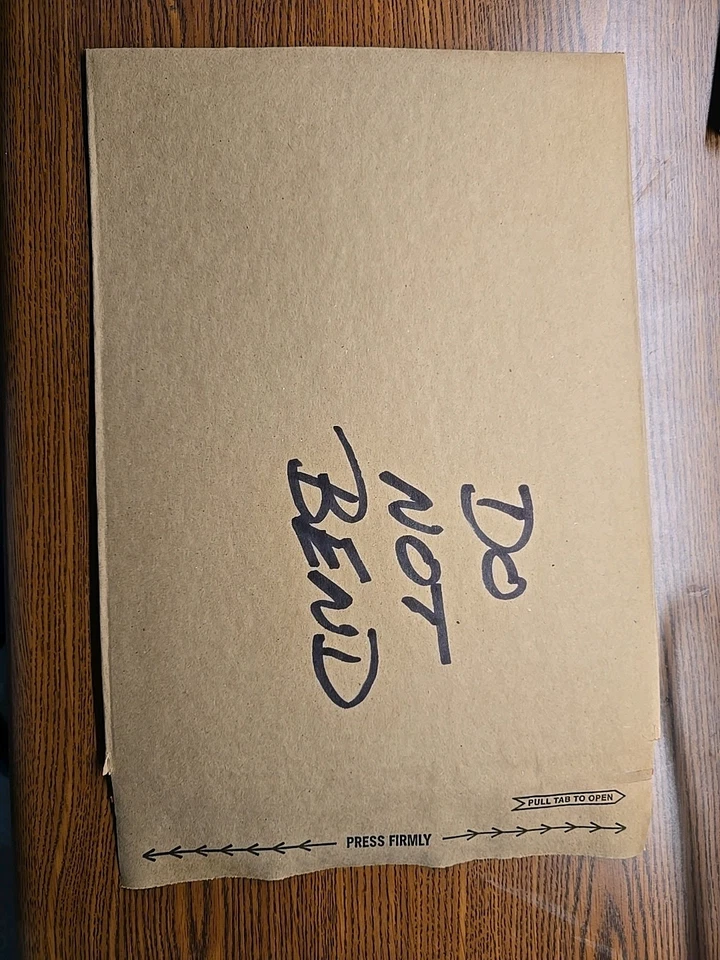 DO
NOT
BEND
PULL TAB TO OPEN
PRESS FIRMLY